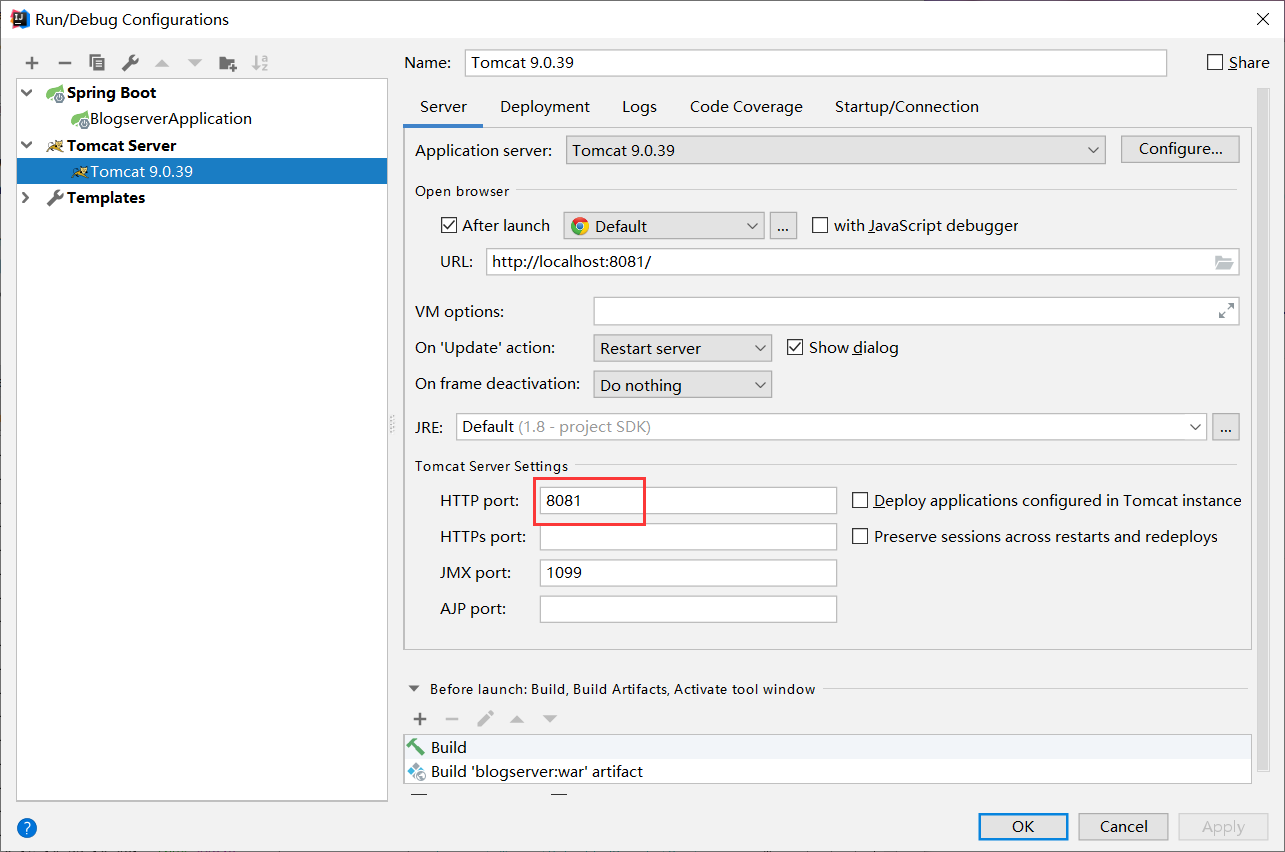 Run/Debug Configurations
Name: Tomcat 9.0.39 Share
Spring Boot
BlogserverApplication
Tomcat Server
Tomcat 9.0.39
Templates
Server Deployment Logs Code Coverage Startup/Connection
Application server: Tomcat 9.0.39 Configure...
Open browser
After launch Default ... with JavaScript debugger
URL: http://localhost:8081/
VM options:
On 'Update' action: Restart server Show dialog
On frame deactivation: Do nothing
JRE: Default (1.8 - project SDK) ...
Tomcat Server Settings
HTTP port: 8081 Deploy applications configured in Tomcat instance
HTTPs port: Preserve sessions across restarts and redeploys
JMX port: 1099
AJP port:
Before launch: Build, Build Artifacts, Activate tool window
Build
Build 'blogserver:war' artifact
? OK Cancel Apply